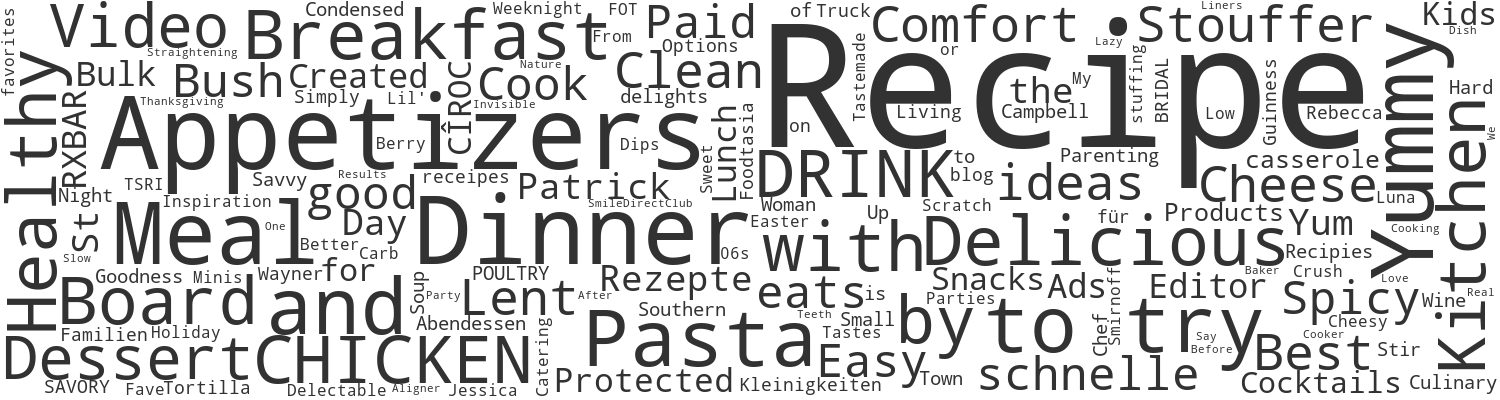 Recipe
Appetizers
Dinner
Breakfast
Meal
and
Video
Healthy
Yummy
Kitchen
Delicious
DRINK
Pasta
CHICKEN
Dessert
Board
with
by
to
try
Comfort
Stouffer
Paid
Clean
Cook
Bush
Bulk
Created
Condensed
Weeknight
FOT
From
Options
of
Truck
Liners
Kids
Dish
favorites
Straightening
Nature
Lazy
or
Tastemade
My
the
Campbell
Living
stuffing
BRIDAL
Low
Guinness
Rebecca
Hard
We
RXBAR
Thanksgiving
Simply
Lil'
CÎROC
Invisible
delights
on
Berry
Dips
Lunch
Sweet
Foodtasia
to
blog
Parenting
ideas
casserole
Cheese
Luna
Night
TSRI
Savvy
Results
receipes
good
Patrick
SmileDirectClub
Inspiration
One
Day
St
Slow
Better
Carb
Woman
Easter
Up
Scratch
für
Products
Yum
Cooking
Recipies
O6s
Goodness
Minis
Wayner
for
Soup
POULTRY
Party
Lent
After
Rezepte
eats
is
Snacks
Parties
Ads
Smirnoff
Chef
Editor
Baker
Crush
Love
Real
Spicy
Wine
Cheesy
Familien
Holiday
Abendessen
Southern
Teeth
Small
Tastes
Easy
Say
Before
Cooker
Best
Stir
SAVORY
Fave
Tortilla
Delectable
Aligner
Jessica
Catering
Protected
Kleinigkeiten
Town
schnelle
Cocktails
Culinary